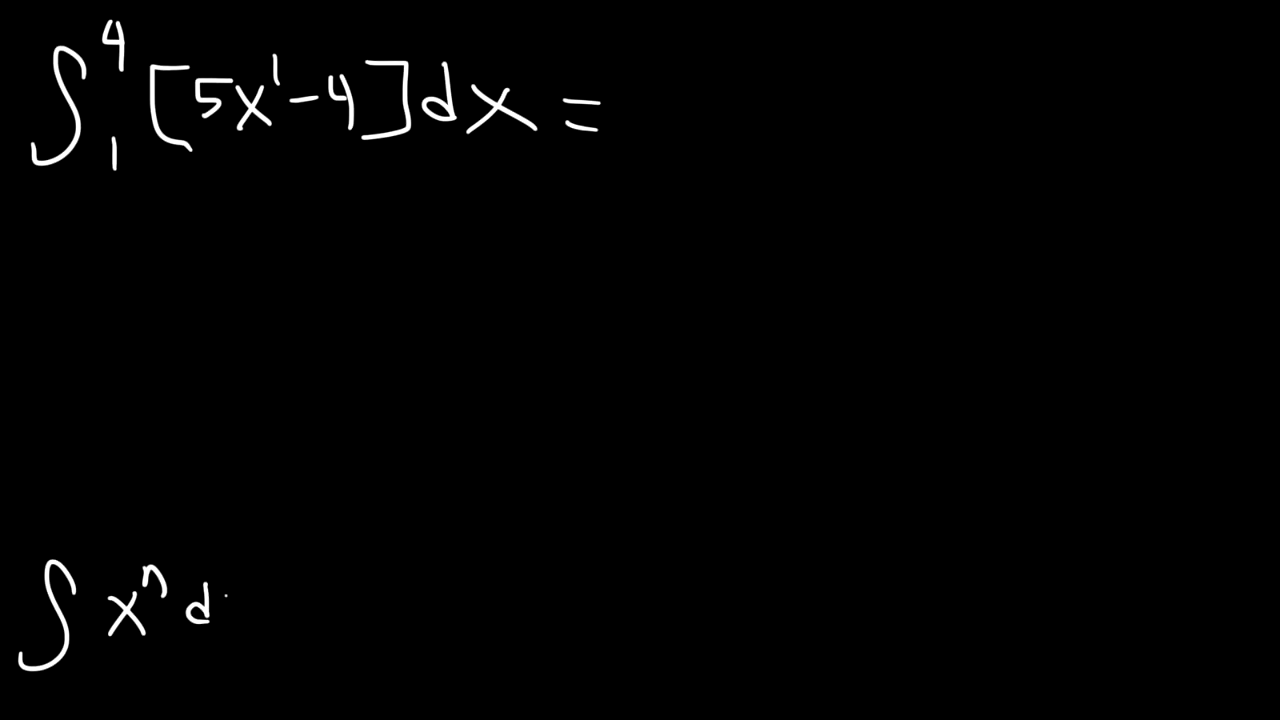 ∫₁⁴ [5x¹-4]dx =
∫ xⁿ d